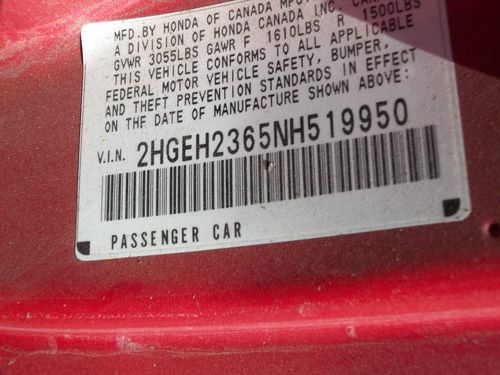 MFD.BY HONDA OF CANADA MFG.
A DIVISION OF HONDA CANADA INC.
GVWR 3055LBS GAWR F 1610LBS R 1500LBS
THIS VEHICLE CONFORMS TO ALL APPLICABLE
FEDERAL MOTOR VEHICLE SAFETY, BUMPER,
AND THEFT PREVENTION STANDARDS IN EFFECT
ON THE DATE OF MANUFACTURE SHOWN ABOVE:
V.I.N. 2HGEH2365NH519950
PASSENGER CAR